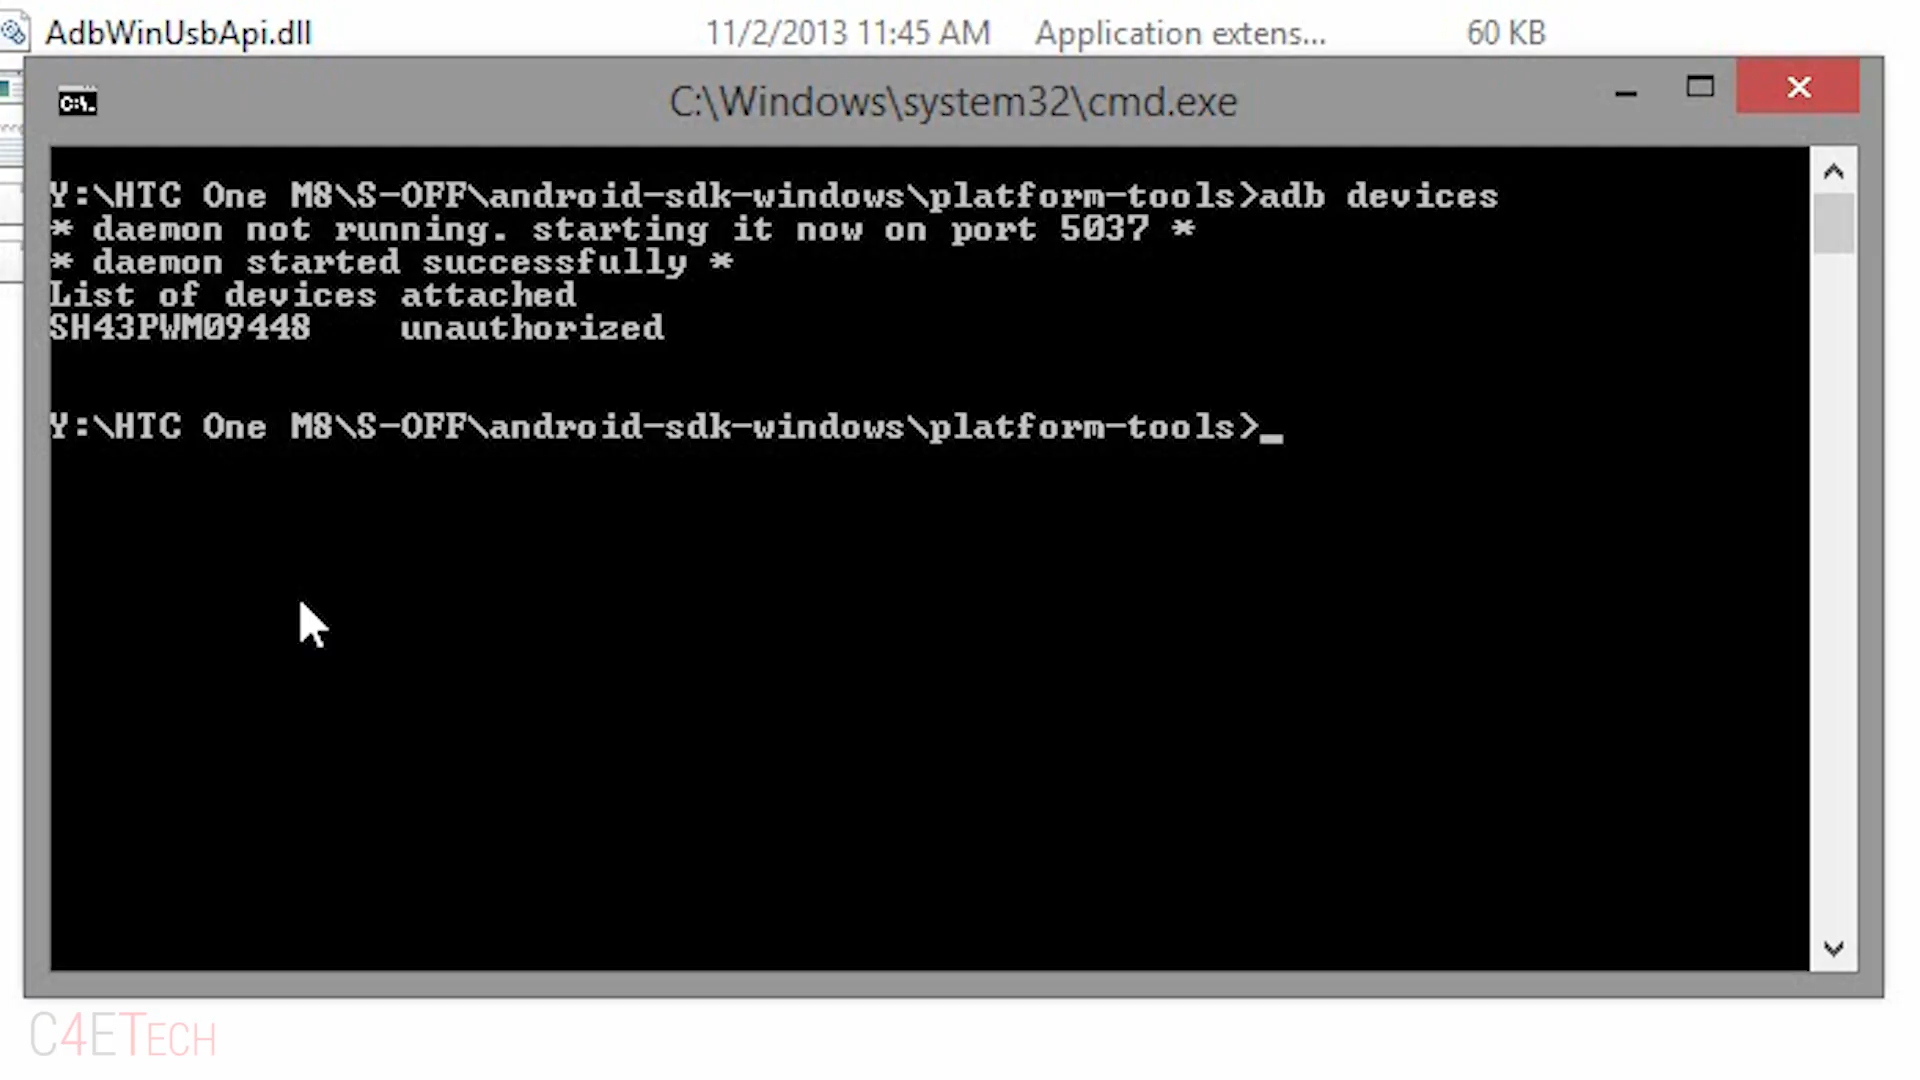 AdbWinUsbApi.dll 11/2/2013 11:45 AM Application extens... 60 KB
C:\Windows\system32\cmd.exe
Y:\HTC One M8\S-OFF\android-sdk-windows\platform-tools>adb devices
* daemon not running. starting it now on port 5037 *
* daemon started successfully *
List of devices attached
SH43PWM09448 unauthorized
Y:\HTC One M8\S-OFF\android-sdk-windows\platform-tools>_
C4ETECH